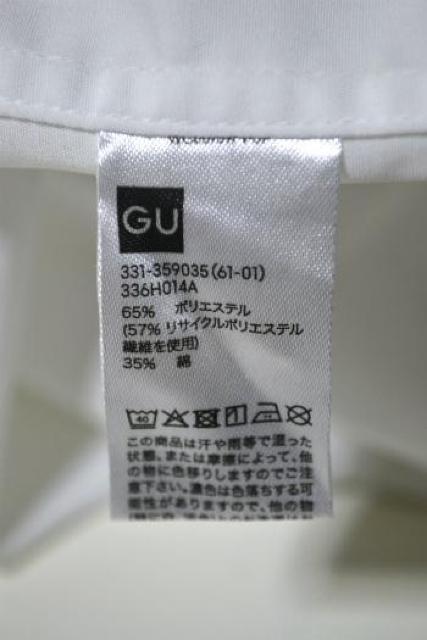 GU
331-359035(61-01)
336H014A
65% ポリエステル
(57% リサイクルポリエステル
繊維を使用)
35% 綿
40
この商品は汗や雨等で湿った
状態、または摩擦によって、他
の物に色移りしますのでご注
意下さい。濃色は色落ちする可
能性がありますので、他の物